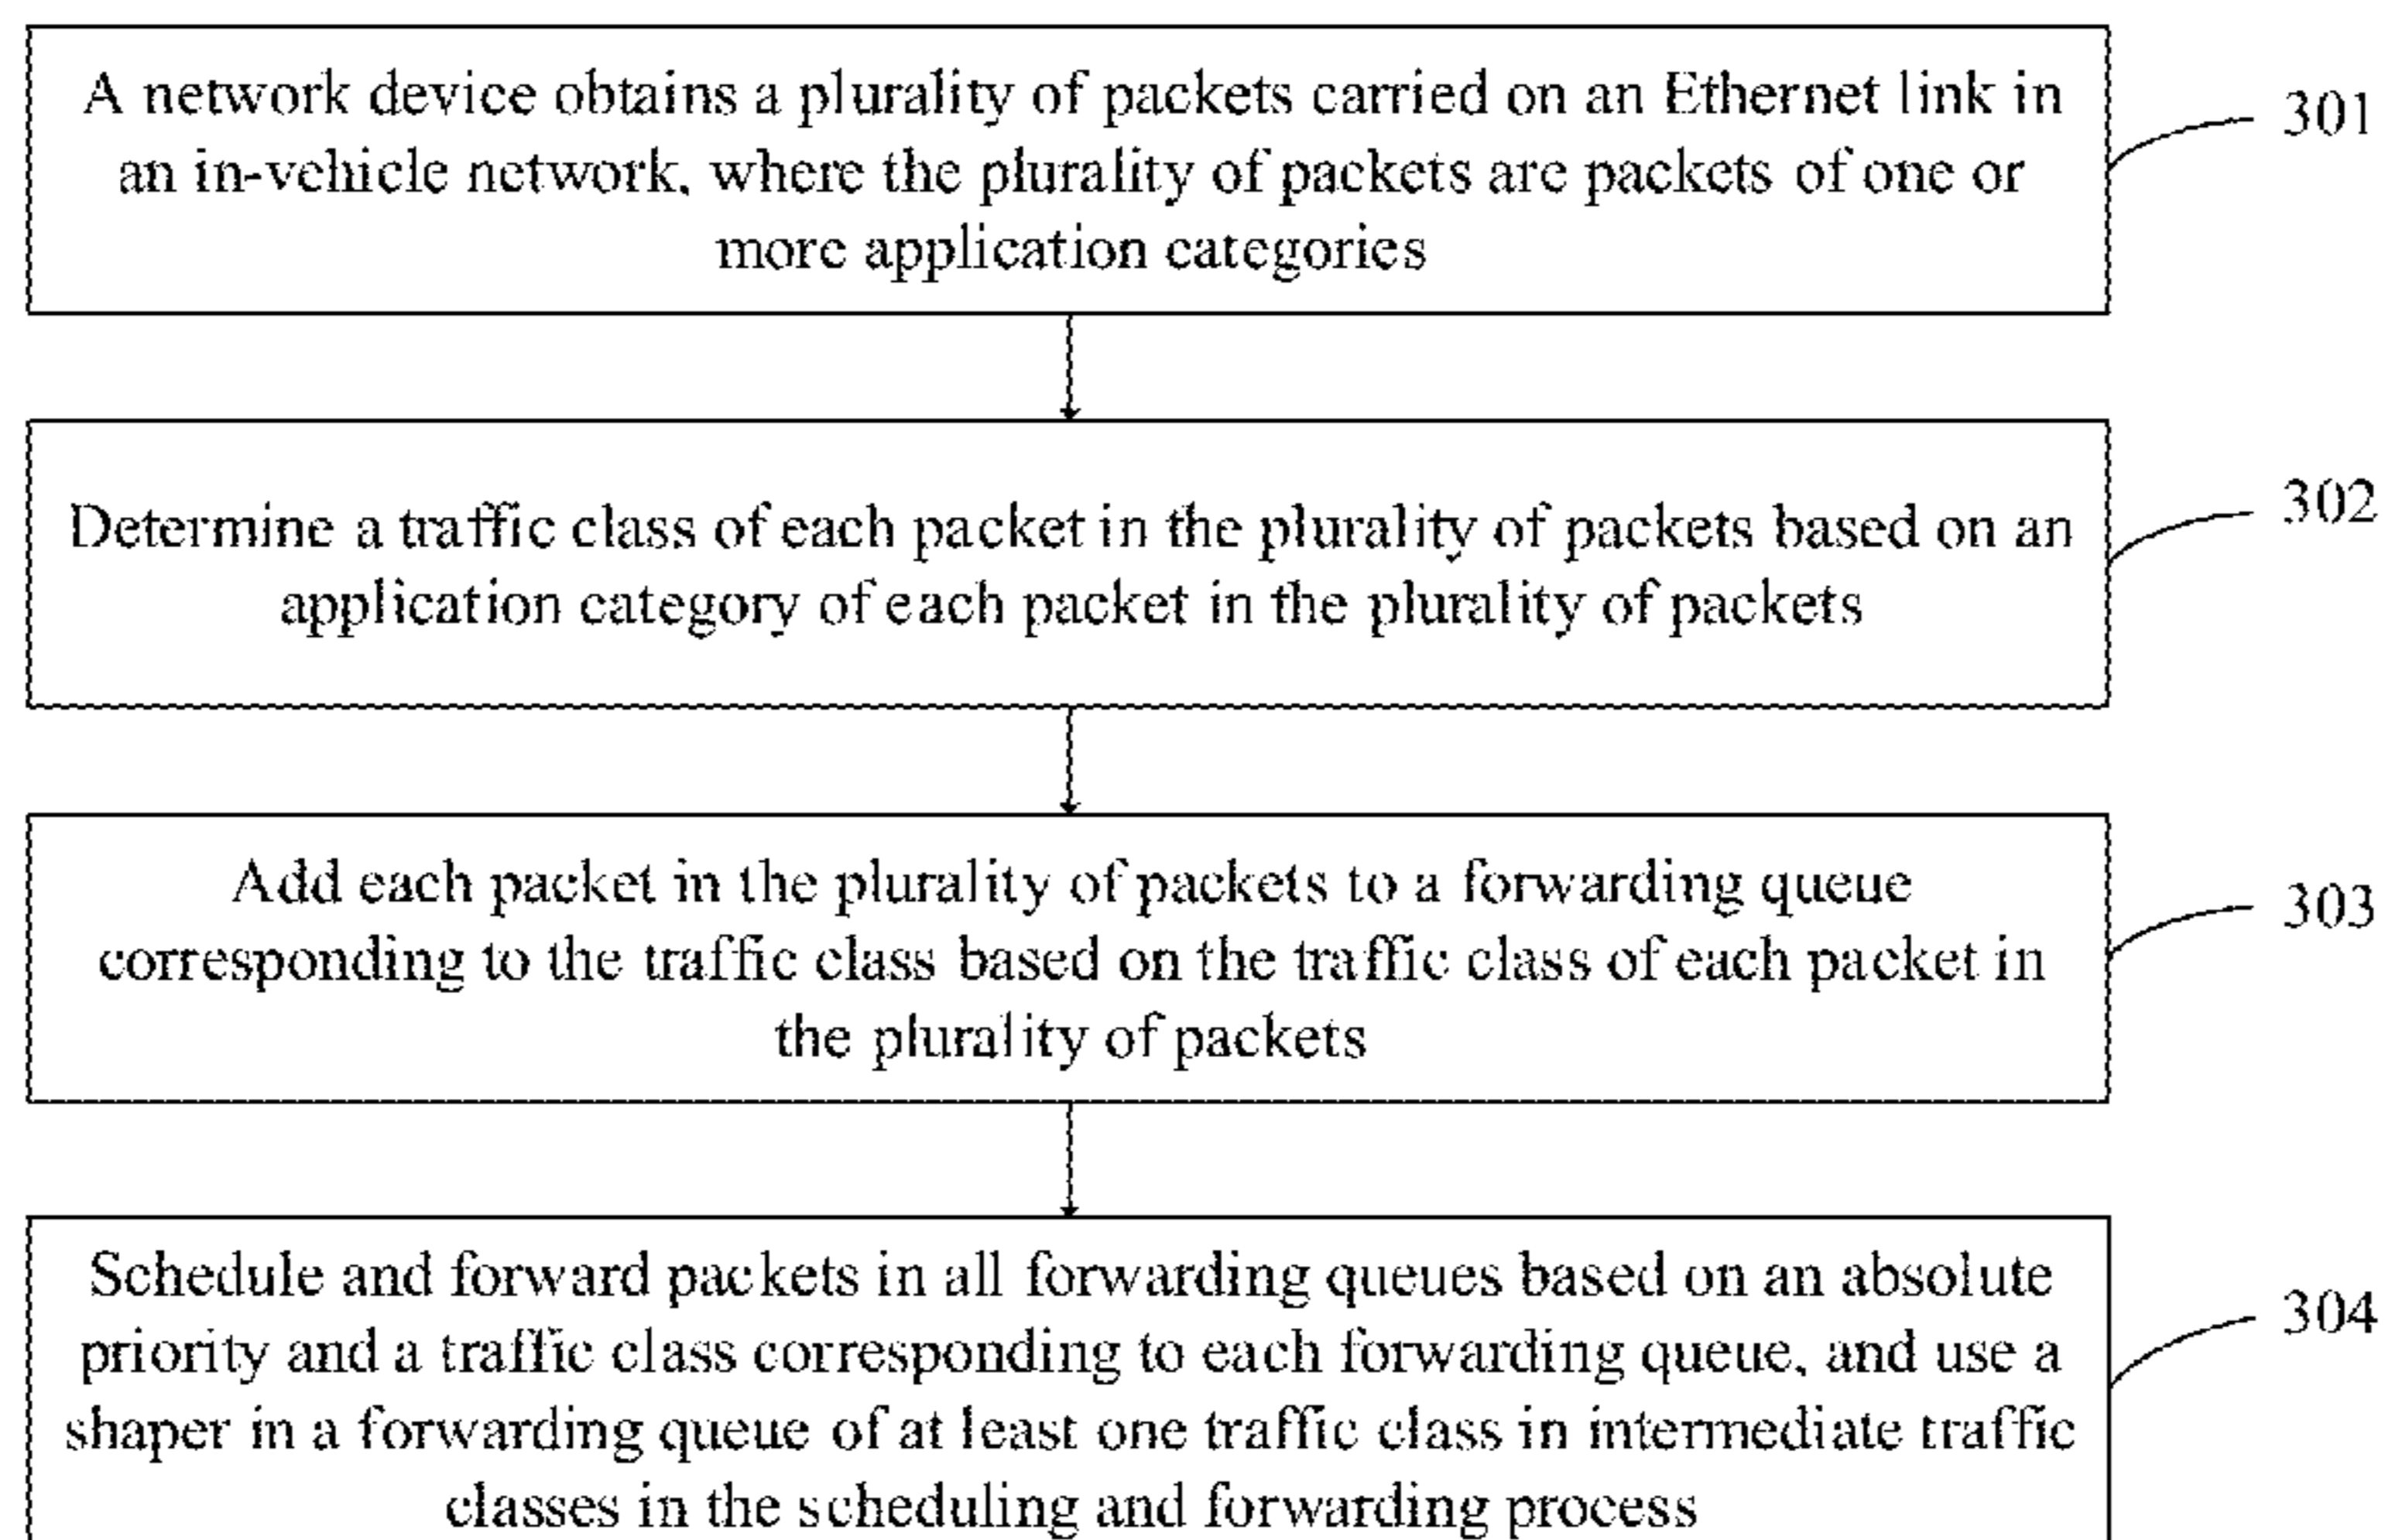 A network device obtains a plurality of packets carried on an Ethernet link in
an in-vehicle network, where the plurality of packets are packets of one or
more application categories
301
Determine a traffic class of each packet in the plurality of packets based on an
application category of each packet in the plurality of packets
302
Add each packet in the plurality of packets to a forwarding queue
corresponding to the traffic class based on the traffic class of each packet in
the plurality of packets
303
Schedule and forward packets in all forwarding queues based on an absolute
priority and a traffic class corresponding to each forwarding queue, and use a
shaper in a forwarding queue of at least one traffic class in intermediate traffic
classes in the scheduling and forwarding process
304